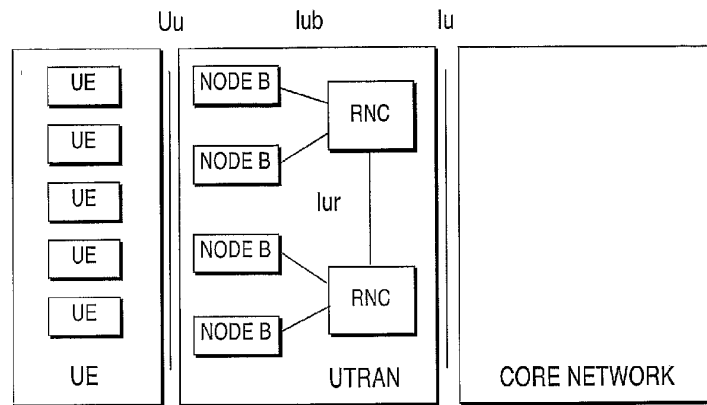 Uu Iub Iu
UE
UE
UE
UE
UE
UE
NODE B
NODE B
NODE B
NODE B
RNC
Iur
RNC
UTRAN
CORE NETWORK